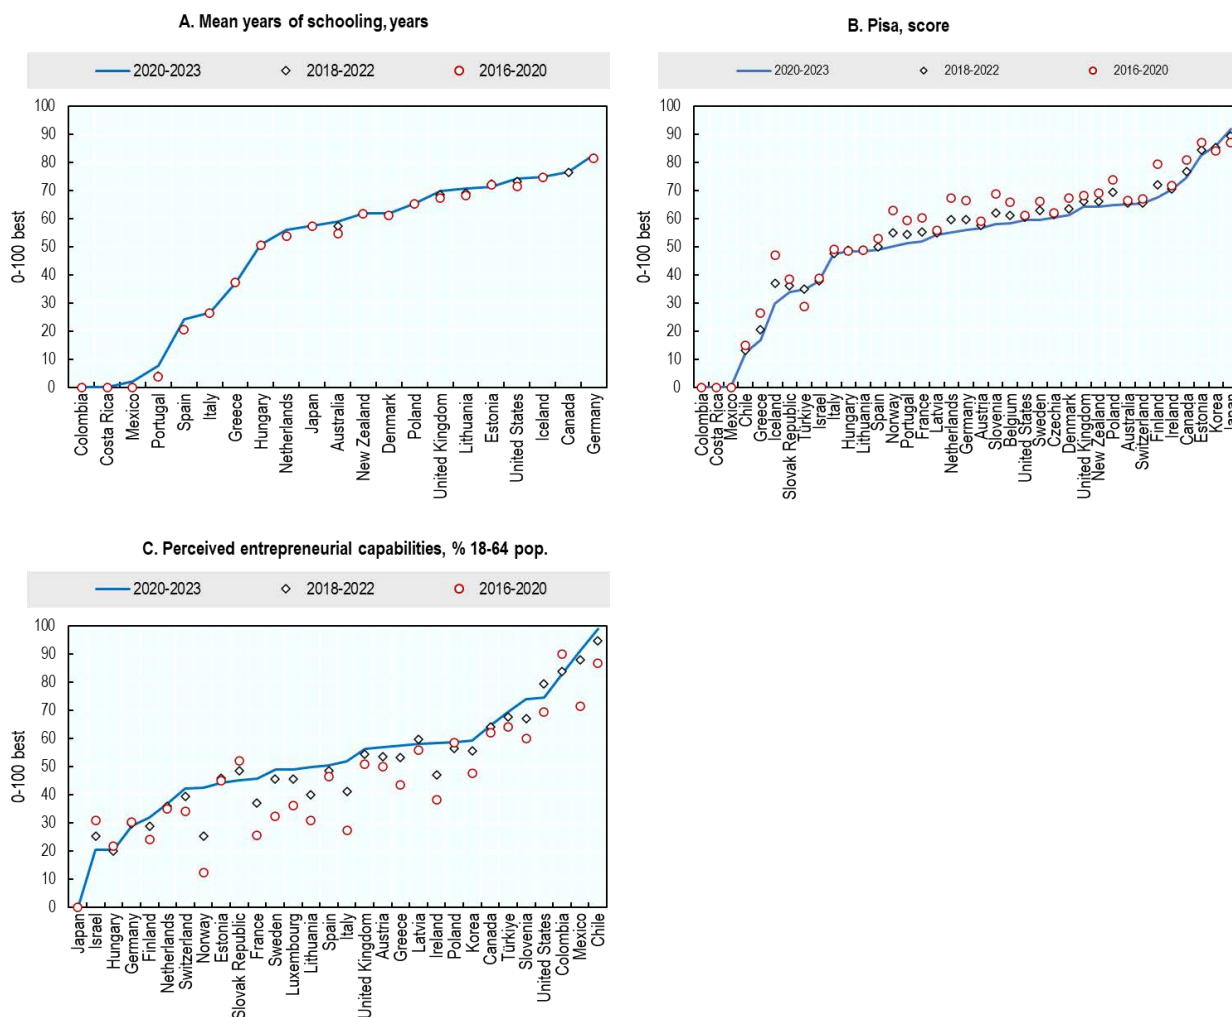 A. Mean years of schooling, years
2020-2023 2018-2022 2016-2020
0-100 best
100
90
80
70
60
50
40
30
20
10
0
Colombia
Costa Rica
Mexico
Portugal
Spain
Italy
Greece
Hungary
Netherlands
Japan
Australia
New Zealand
Denmark
Poland
United Kingdom
Lithuania
Estonia
United States
Iceland
Canada
Germany
B. Pisa, score
2020-2023 2018-2022 2016-2020
0-100 best
100
90
80
70
60
50
40
30
20
10
0
Colombia
Costa Rica
Mexico
Chile
Greece
Iceland
Slovak Republic
Türkiye
Israel
Italy
Hungary
Lithuania
Spain
Norway
Portugal
France
Latvia
Netherlands
Germany
Austria
Slovenia
Belgium
United States
Sweden
Czechia
Denmark
United Kingdom
New Zealand
Poland
Australia
Switzerland
Finland
Ireland
Canada
Estonia
Korea
Japan
C. Perceived entrepreneurial capabilities, % 18-64 pop.
2020-2023 2018-2022 2016-2020
0-100 best
100
90
80
70
60
50
40
30
20
10
0
Japan
Israel
Hungary
Germany
Finland
Netherlands
Switzerland
Norway
Estonia
Slovak Republic
France
Sweden
Luxembourg
Lithuania
Spain
Italy
United Kingdom
Austria
Greece
Latvia
Ireland
Poland
Korea
Canada
Türkiye
Slovenia
United States
Colombia
Mexico
Chile